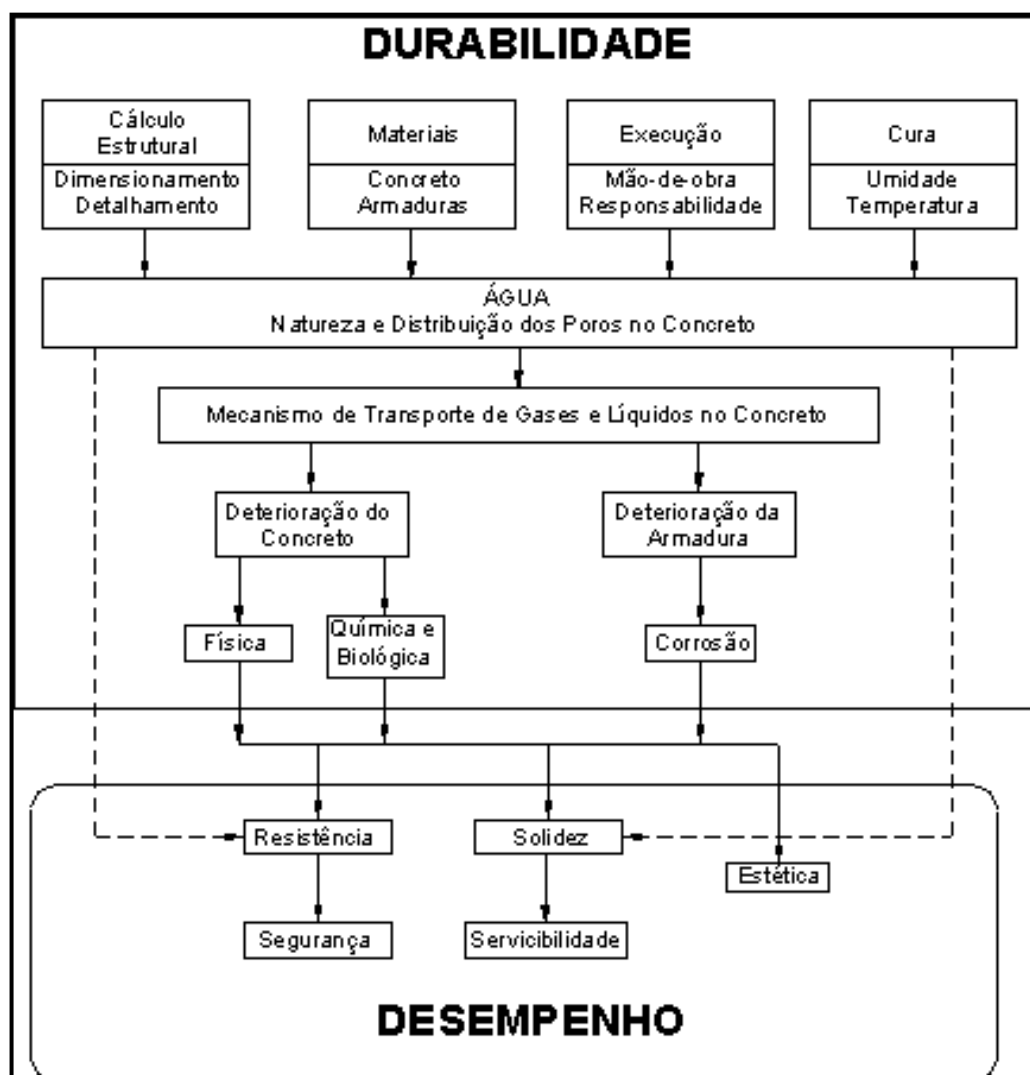 DURABILIDADE
Cálculo
Estrutural
Dimensionamento
Detalhamento
Materiais
Concreto
Armaduras
Execução
Mão-de-obra
Responsabilidade
Cura
Umidade
Temperatura
ÁGUA
Natureza e Distribuição dos Poros no Concreto
Mecanismo de Transporte de Gases e Líquidos no Concreto
Deterioração do
Concreto
Deterioração da
Armadura
Física
Química e
Biológica
Corrosão
Resistência
Solidez
Estética
Segurança
Servicibilidade
DESEMPENHO